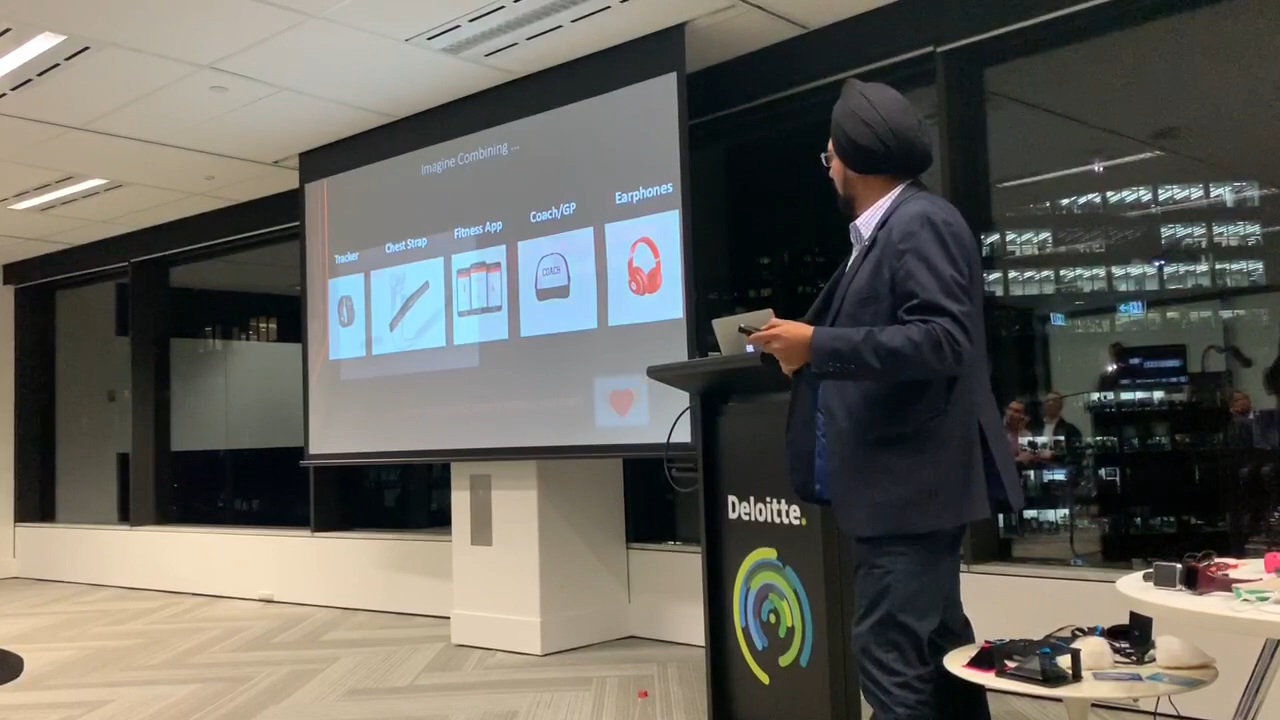 Imagine Combining ...
Tracker
Chest Strap
Fitness App
Coach/GP
Earphones
COACH
Deloitte.